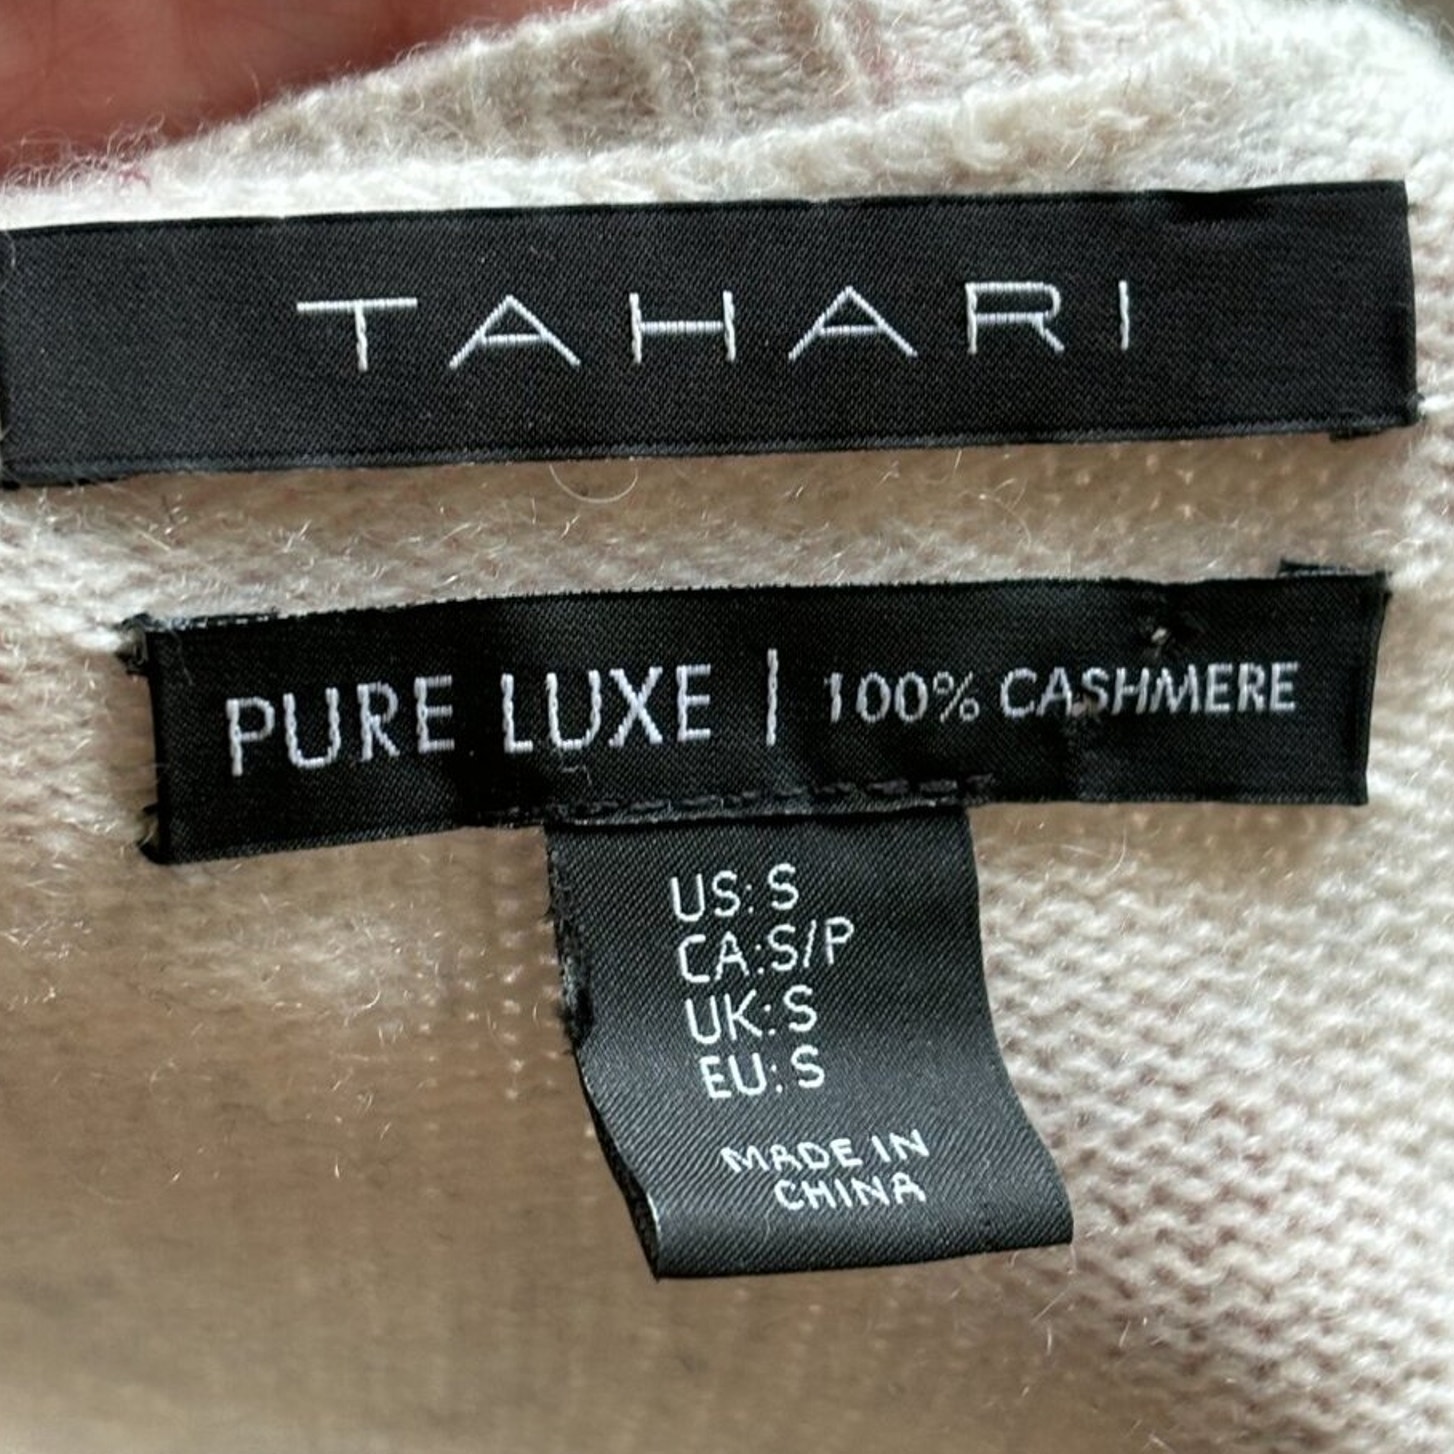 TAHARI
PURE LUXE | 100% CASHMERE
US: S
CA:S/P
UK: S
EU: S
MADE IN
CHINA